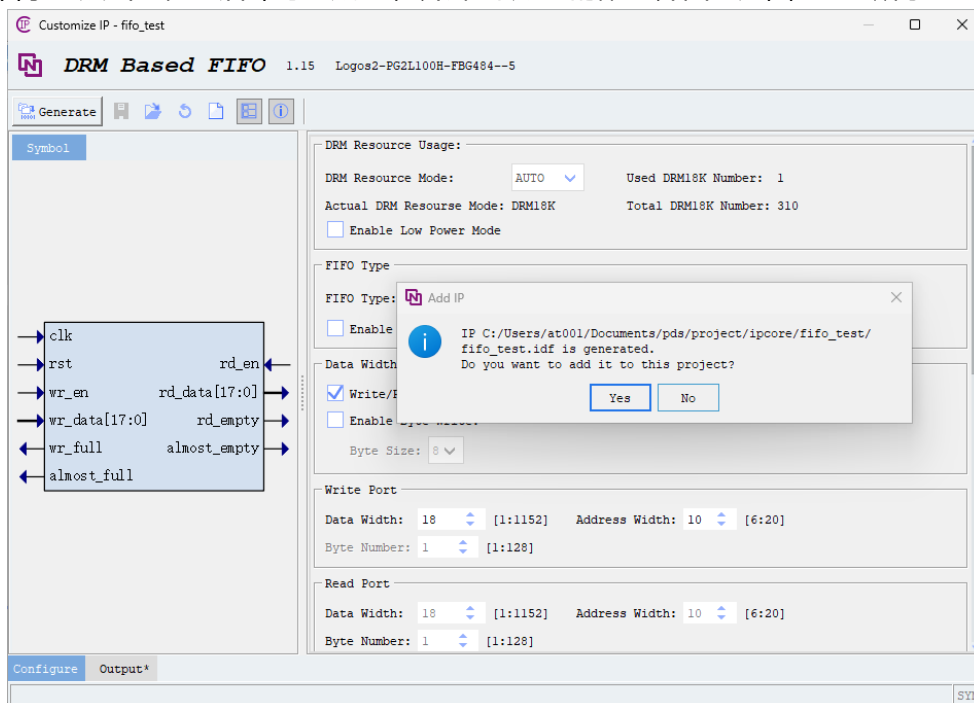 Customize IP - fifo_test
DRM Based FIFO 1.15 Logos2-PG2L100H-FBG484--5
Generate
Symbol
clk
rst rd_en
wr_en rd_data[17:0]
wr_data[17:0] rd_empty
wr_full almost_empty
almost_full
DRM Resource Usage:
DRM Resource Mode: AUTO Used DRM18K Number: 1
Actual DRM Resourse Mode: DRM18K Total DRM18K Number: 310
Enable Low Power Mode
FIFO Type
FIFO Type:
Enable
Add IP
IP C:/Users/at001/Documents/pds/project/ipcore/fifo_test/
fifo_test.idf is generated.
Do you want to add it to this project?
Yes No
Data Width
Enable
Byte Size: 8
Write Port
Data Width: 18 [1:1152] Address Width: 10 [6:20]
Byte Number: 1 [1:128]
Read Port
Data Width: 18 [1:1152] Address Width: 10 [6:20]
Byte Number: 1 [1:128]
Configure Output*